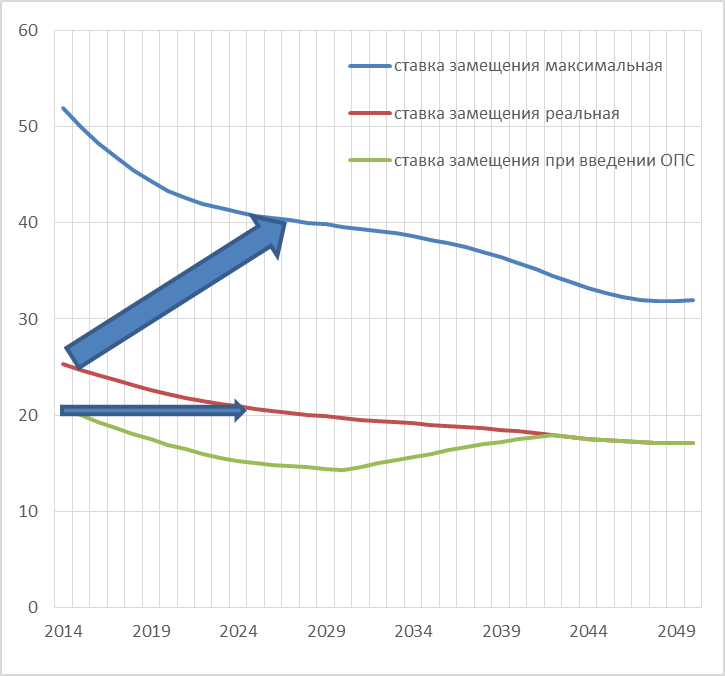 60
ставка замещения максимальная
50
ставка замещения реальная
ставка замещения при введении ОПС
40
30
20
10
0
2014 2019 2024 2029 2034 2039 2044 2049